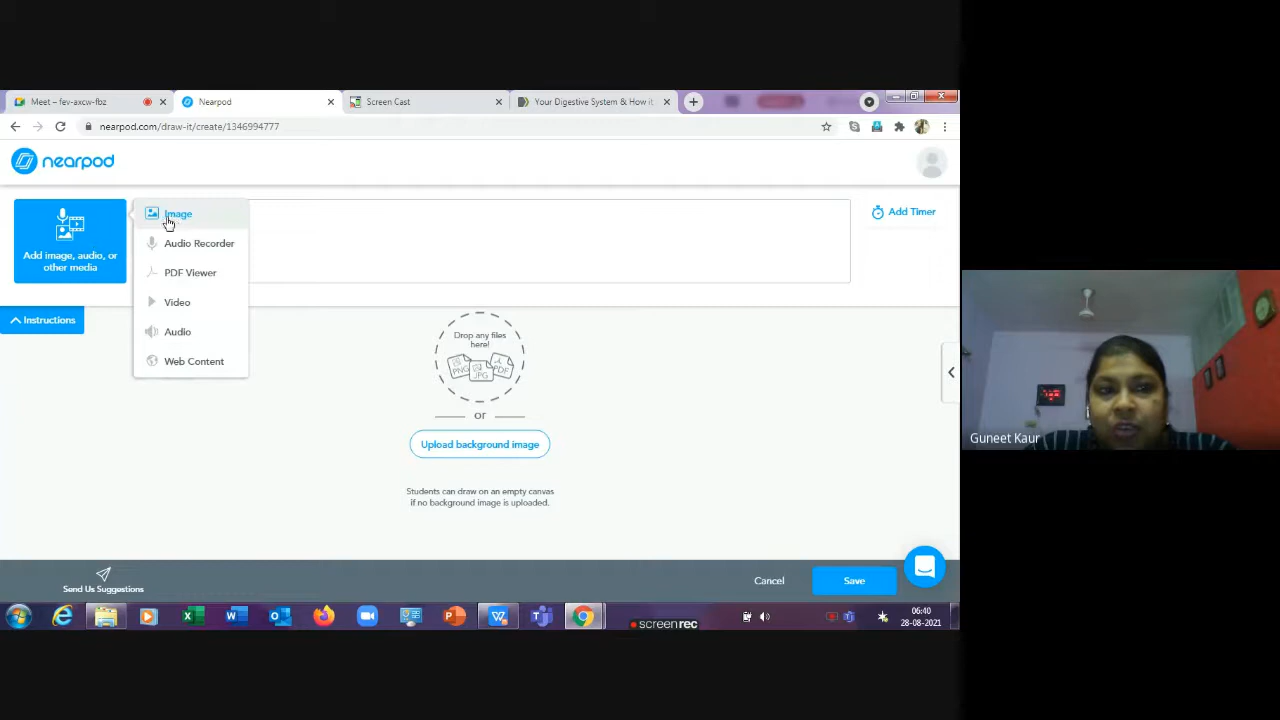 Meet – fev-axcw-fbz
Nearpod
Screen Cast
Your Digestive System & How it
nearpod.com/draw-it/create/1346994777
nearpod
Add image, audio, or
other media
Image
Audio Recorder
PDF Viewer
Video
Audio
Web Content
Add Timer
Instructions
Drop any files
here!
PNG
JPG
PDF
or
Upload background image
Students can draw on an empty canvas
if no background image is uploaded.
Send Us Suggestions
Cancel
Save
screenrec
06:40
28-08-2021
Guneet Kaur